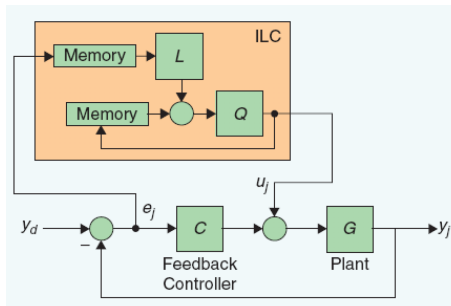 ILC
Memory
L
Memory
Q
u_j
e_j
y_d
–
C
G
y_j
Feedback
Controller
Plant